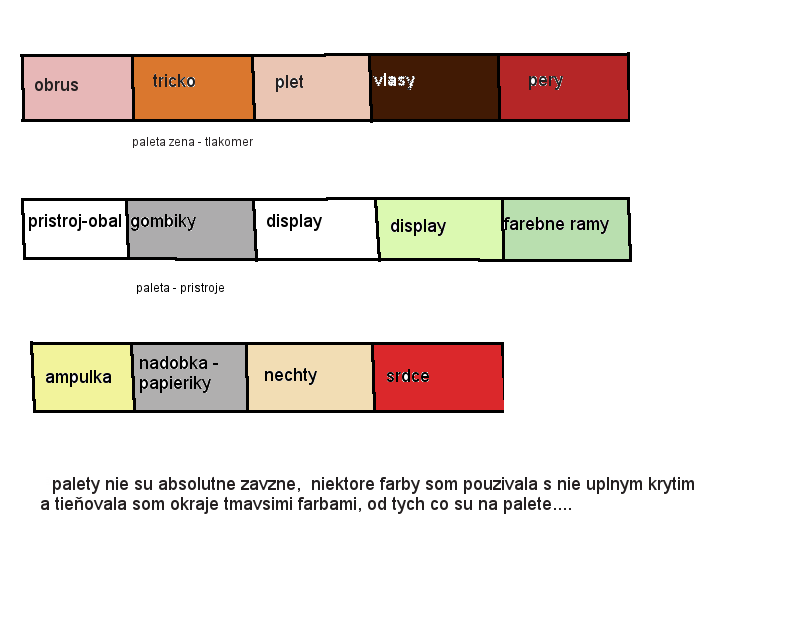 obrus tricko plet vlasy pery
paleta zena - tlakomer
pristroj-obal gombiky display display farebne ramy
paleta - pristroje
ampulka nadobka - nechty srdce
papieriky
palety nie su absolutne zavzne, niektore farby som pouzivala s nie uplnym krytim
a tieňovala som okraje tmavsimi farbami, od tych co su na palete....